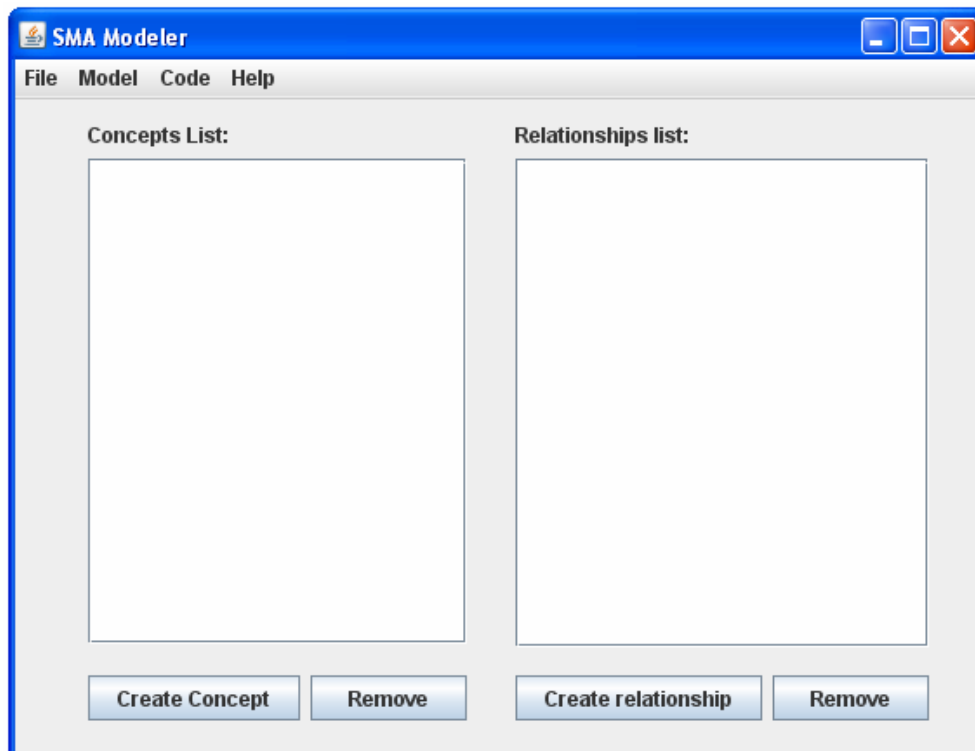 SMA Modeler
File Model Code Help
Concepts List: Relationships list:
Create Concept Remove Create relationship Remove